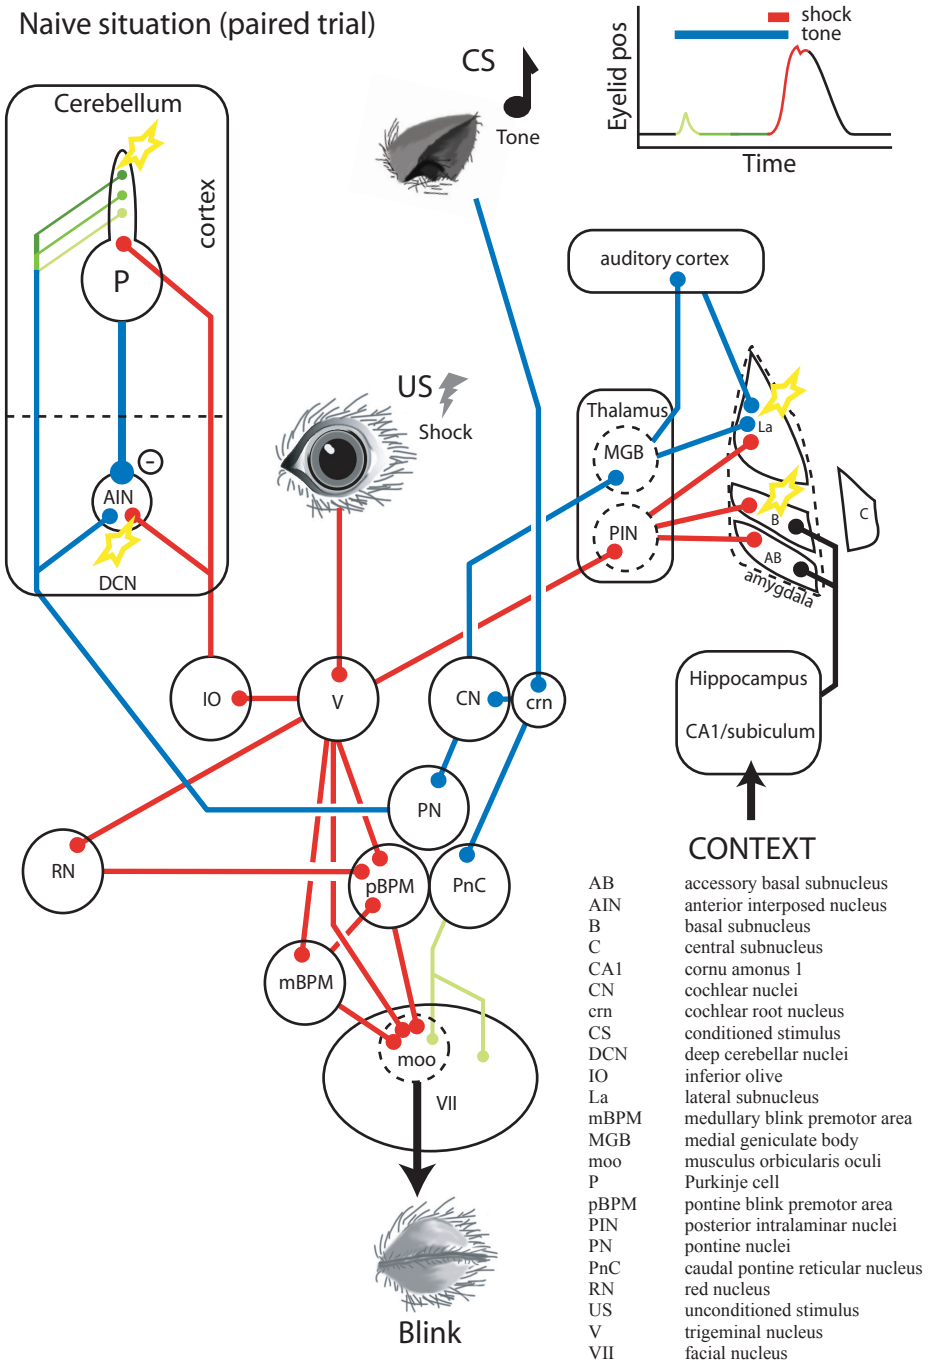 Naive situation (paired trial)
CS
Tone
shock
tone
Eyelid pos
Time
Cerebellum
cortex
P
−
AIN
DCN
US
Shock
auditory cortex
Thalamus
MGB
PIN
La
B
AB
C
amygdala
IO
V
CN
crn
PN
RN
pBPM
PnC
mBPM
moo
VII
Blink
Hippocampus
CA1/subiculum
CONTEXT
AB accessory basal subnucleus
AIN anterior interposed nucleus
B basal subnucleus
C central subnucleus
CA1 cornu amonus 1
CN cochlear nuclei
crn cochlear root nucleus
CS conditioned stimulus
DCN deep cerebellar nuclei
IO inferior olive
La lateral subnucleus
mBPM medullary blink premotor area
MGB medial geniculate body
moo musculus orbicularis oculi
P Purkinje cell
pBPM pontine blink premotor area
PIN posterior intralaminar nuclei
PN pontine nuclei
PnC caudal pontine reticular nucleus
RN red nucleus
US unconditioned stimulus
V trigeminal nucleus
VII facial nucleus